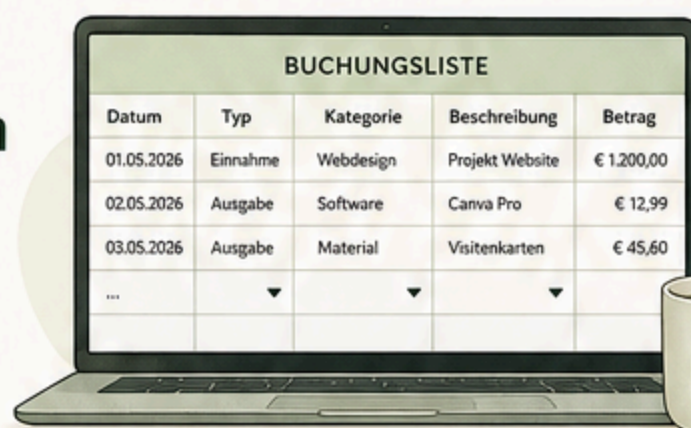 BUCHUNGSLISTE
Datum Typ Kategorie Beschreibung Betrag
01.05.2026 Einnahme Webdesign Projekt Website € 1.200,00
02.05.2026 Ausgabe Software Canva Pro € 12,99
03.05.2026 Ausgabe Material Visitenkarten € 45,60
...